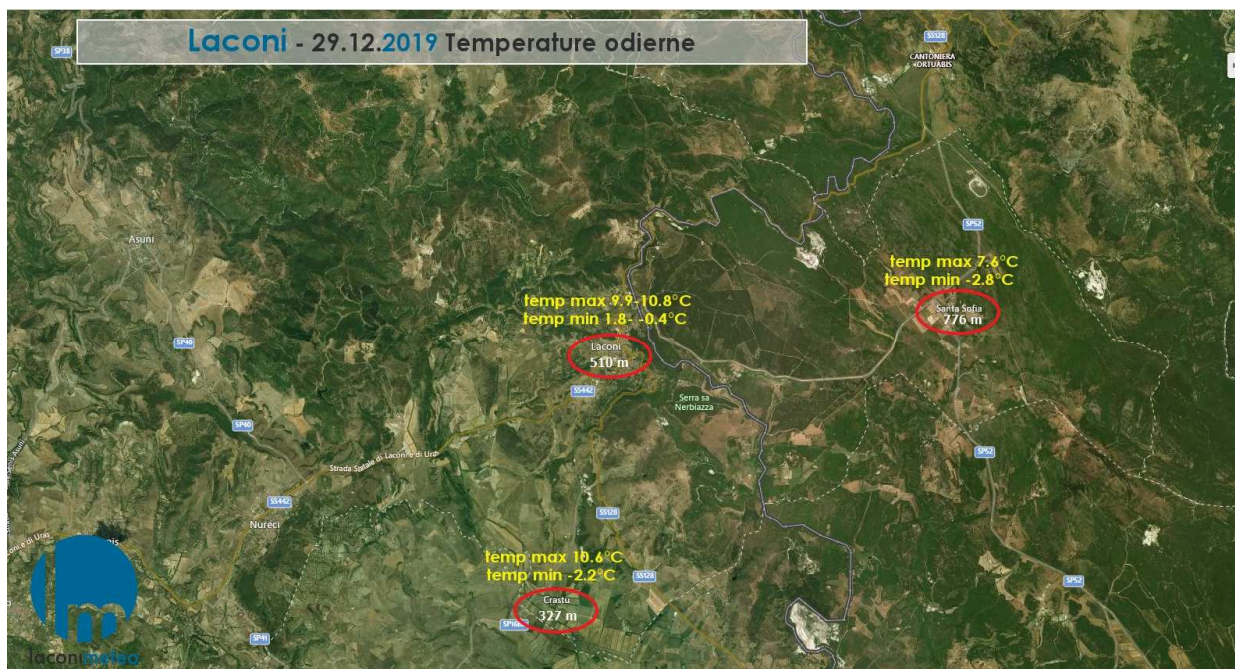 Laconi - 29.12.2019 Temperature odierne
SP38
SS128
CANTONIERA
ORTUABIS
Asuni
SP52
temp max 7.6°C
temp min -2.8°C
Santa Sofia
776 m
temp max 9.9-10.8°C
temp min 1.8- -0.4°C
Laconi
510 m
SP40
SS442
Serra sa
Nerbiazza
SP40
Strada Statale di Laconi e di Uras
SP52
SS442
Nureci
SS128
temp max 10.6°C
temp min -2.2°C
SS128
SP52
Crastu
327 m
SP41
laconimeteo